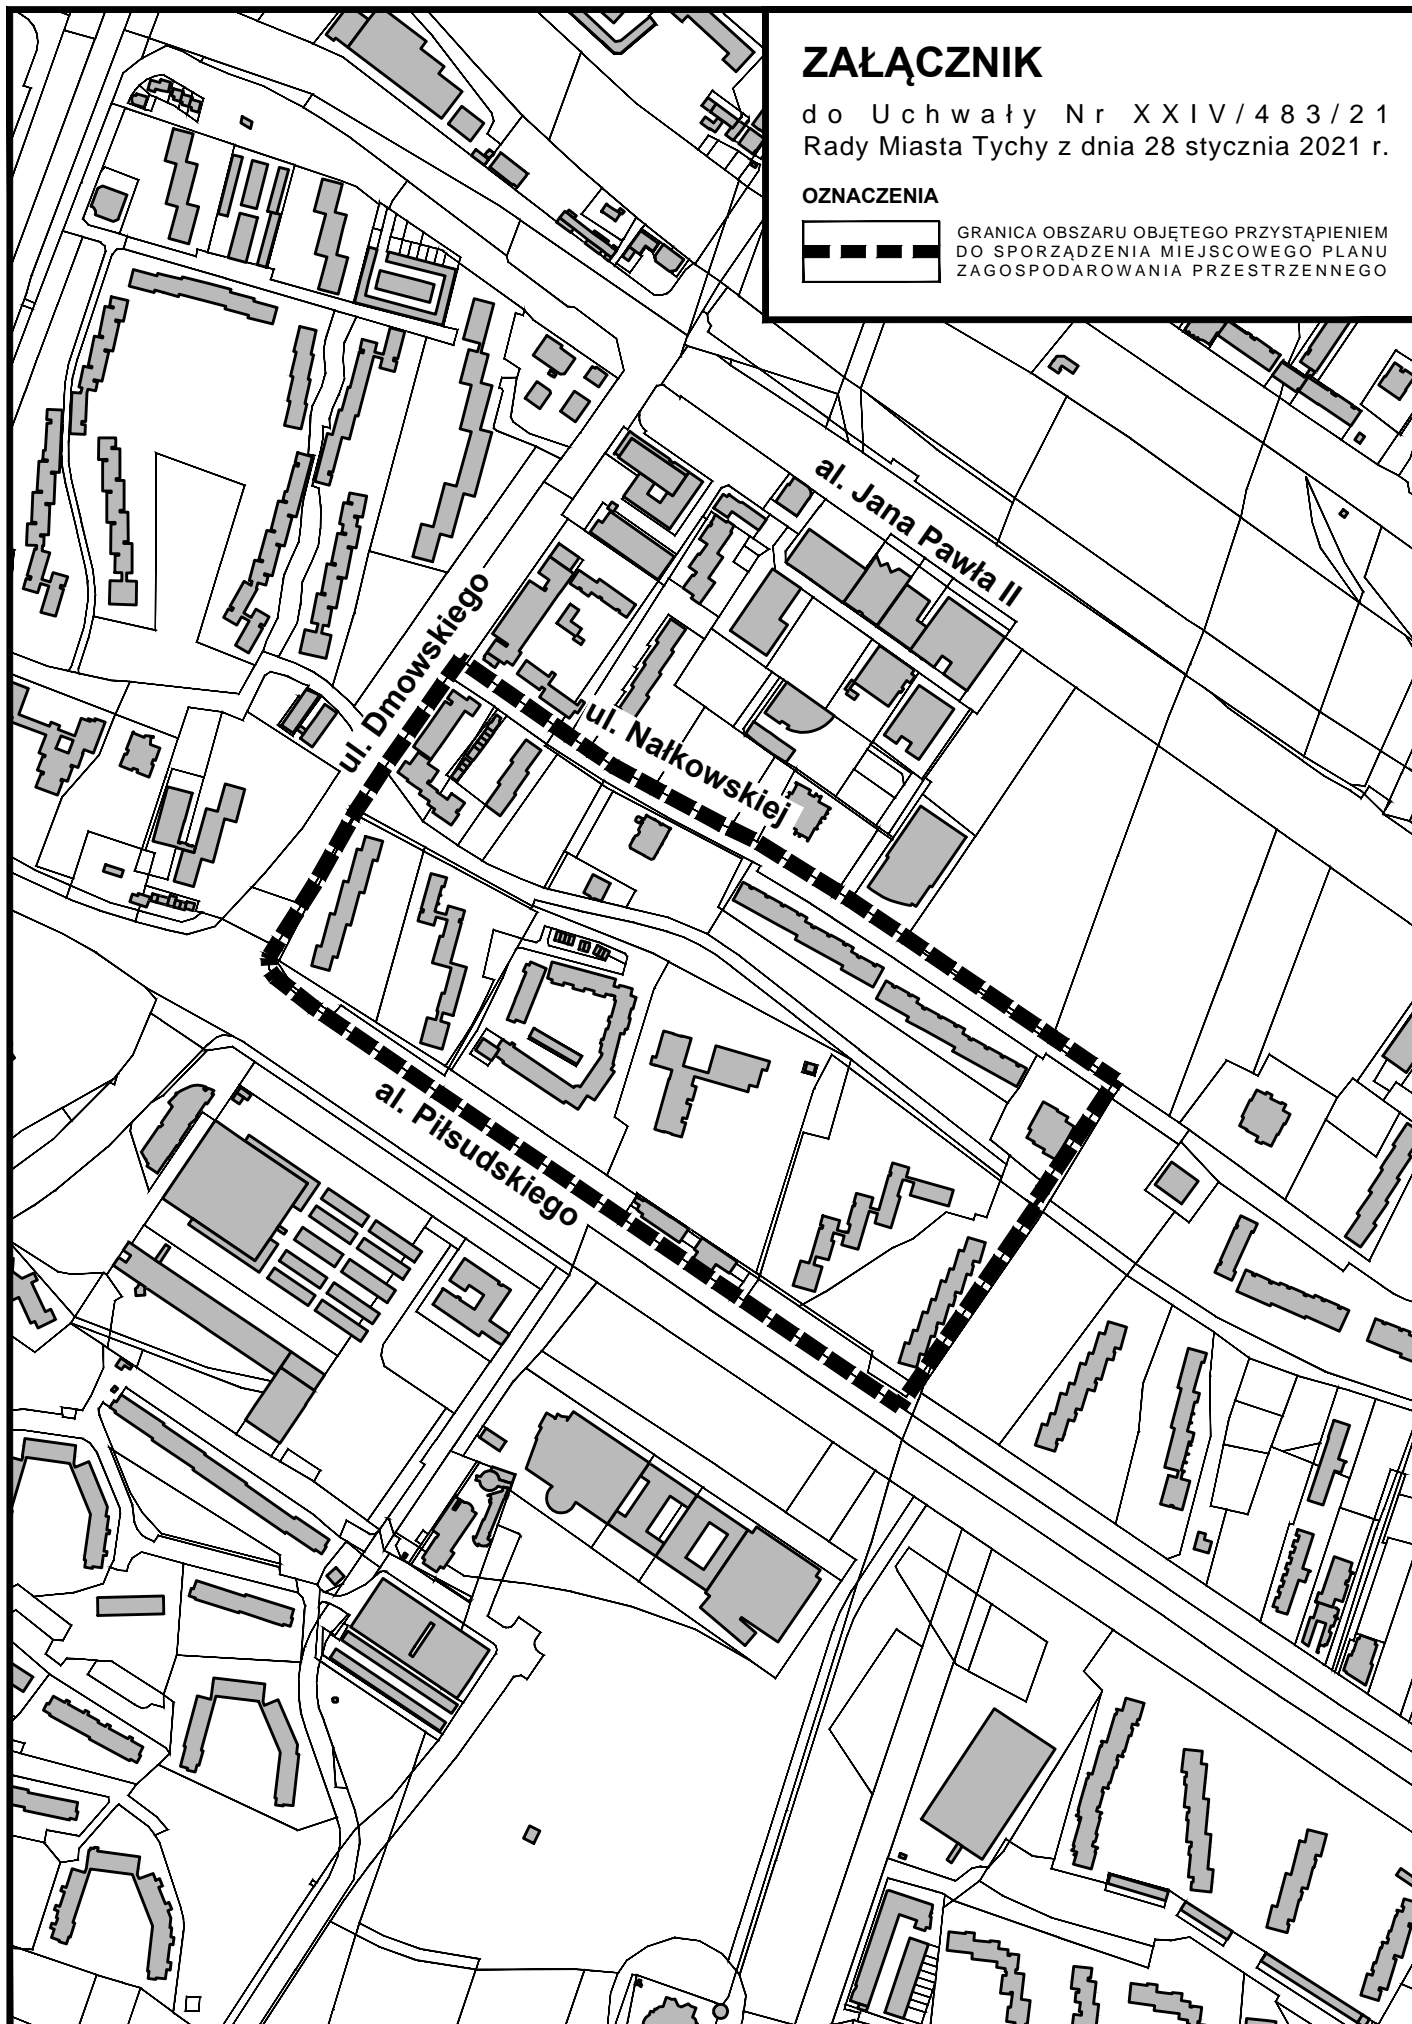 ZAŁĄCZNIK
do Uchwały Nr XXIV/483/21
Rady Miasta Tychy z dnia 28 stycznia 2021 r.
OZNACZENIA
GRANICA OBSZARU OBJĘTEGO PRZYSTĄPIENIEM
DO SPORZĄDZENIA MIEJSCOWEGO PLANU
ZAGOSPODAROWANIA PRZESTRZENNEGO
al. Jana Pawła II
ul. Dmowskiego
ul. Nałkowskiej
al. Piłsudskiego